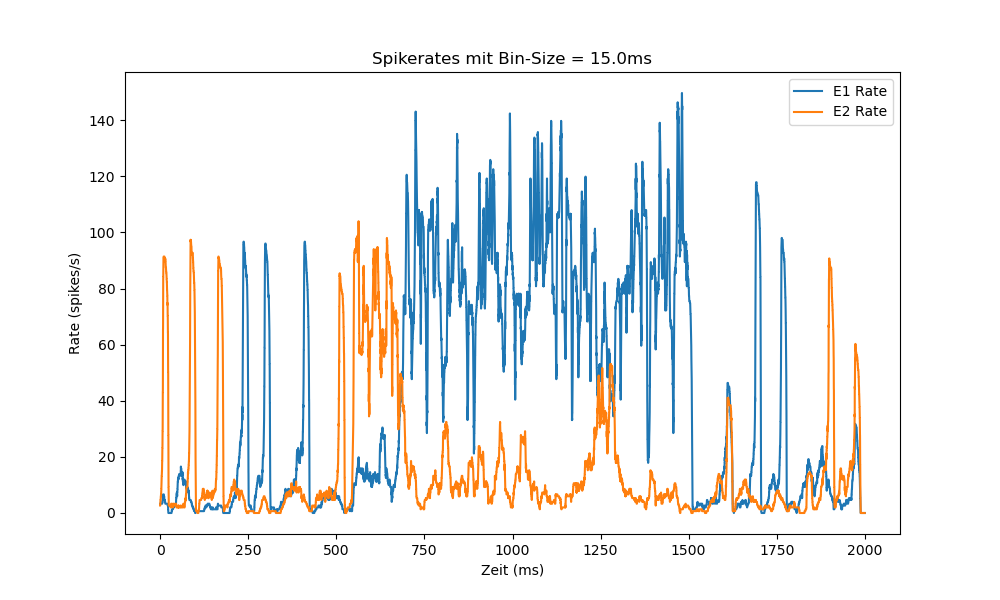 Spikerates mit Bin-Size = 15.0ms
E1 Rate
E2 Rate
Rate (spikes/s)
140
120
100
80
60
40
20
0
0 250 500 750 1000 1250 1500 1750 2000
Zeit (ms)